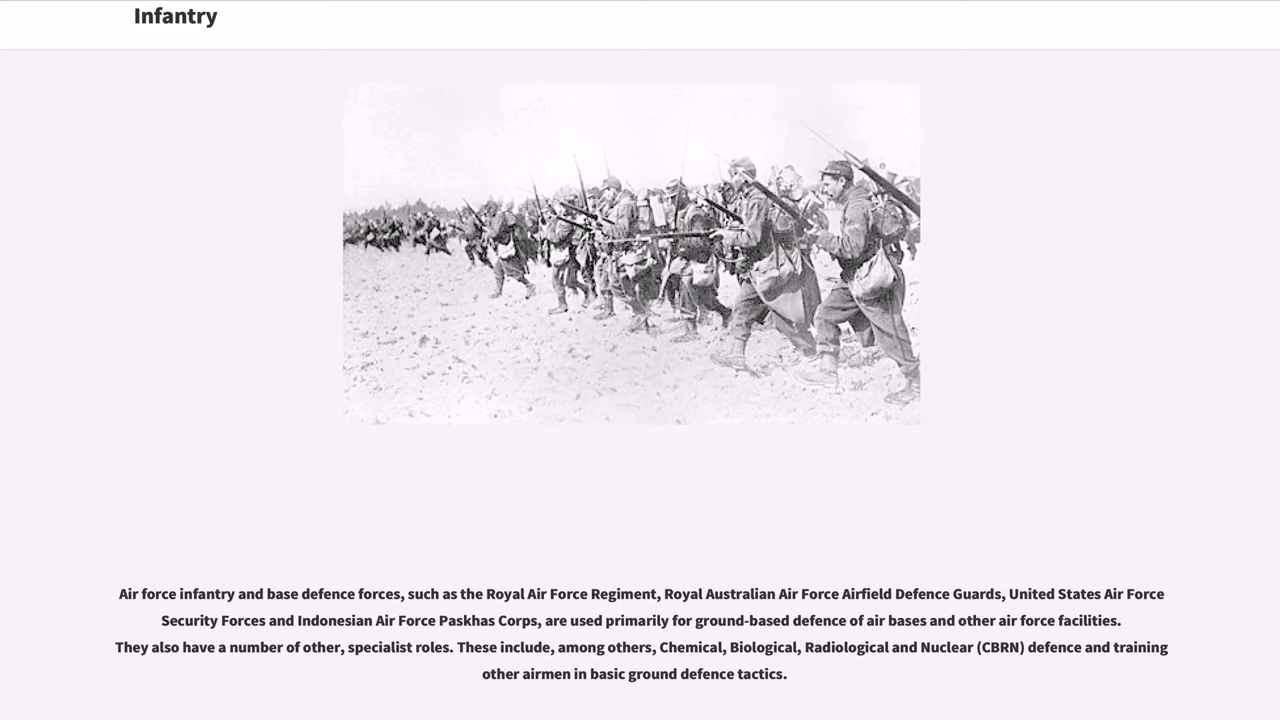 Infantry
Air force infantry and base defence forces, such as the Royal Air Force Regiment, Royal Australian Air Force Airfield Defence Guards, United States Air Force
Security Forces and Indonesian Air Force Paskhas Corps, are used primarily for ground-based defence of air bases and other air force facilities.
They also have a number of other, specialist roles. These include, among others, Chemical, Biological, Radiological and Nuclear (CBRN) defence and training
other airmen in basic ground defence tactics.